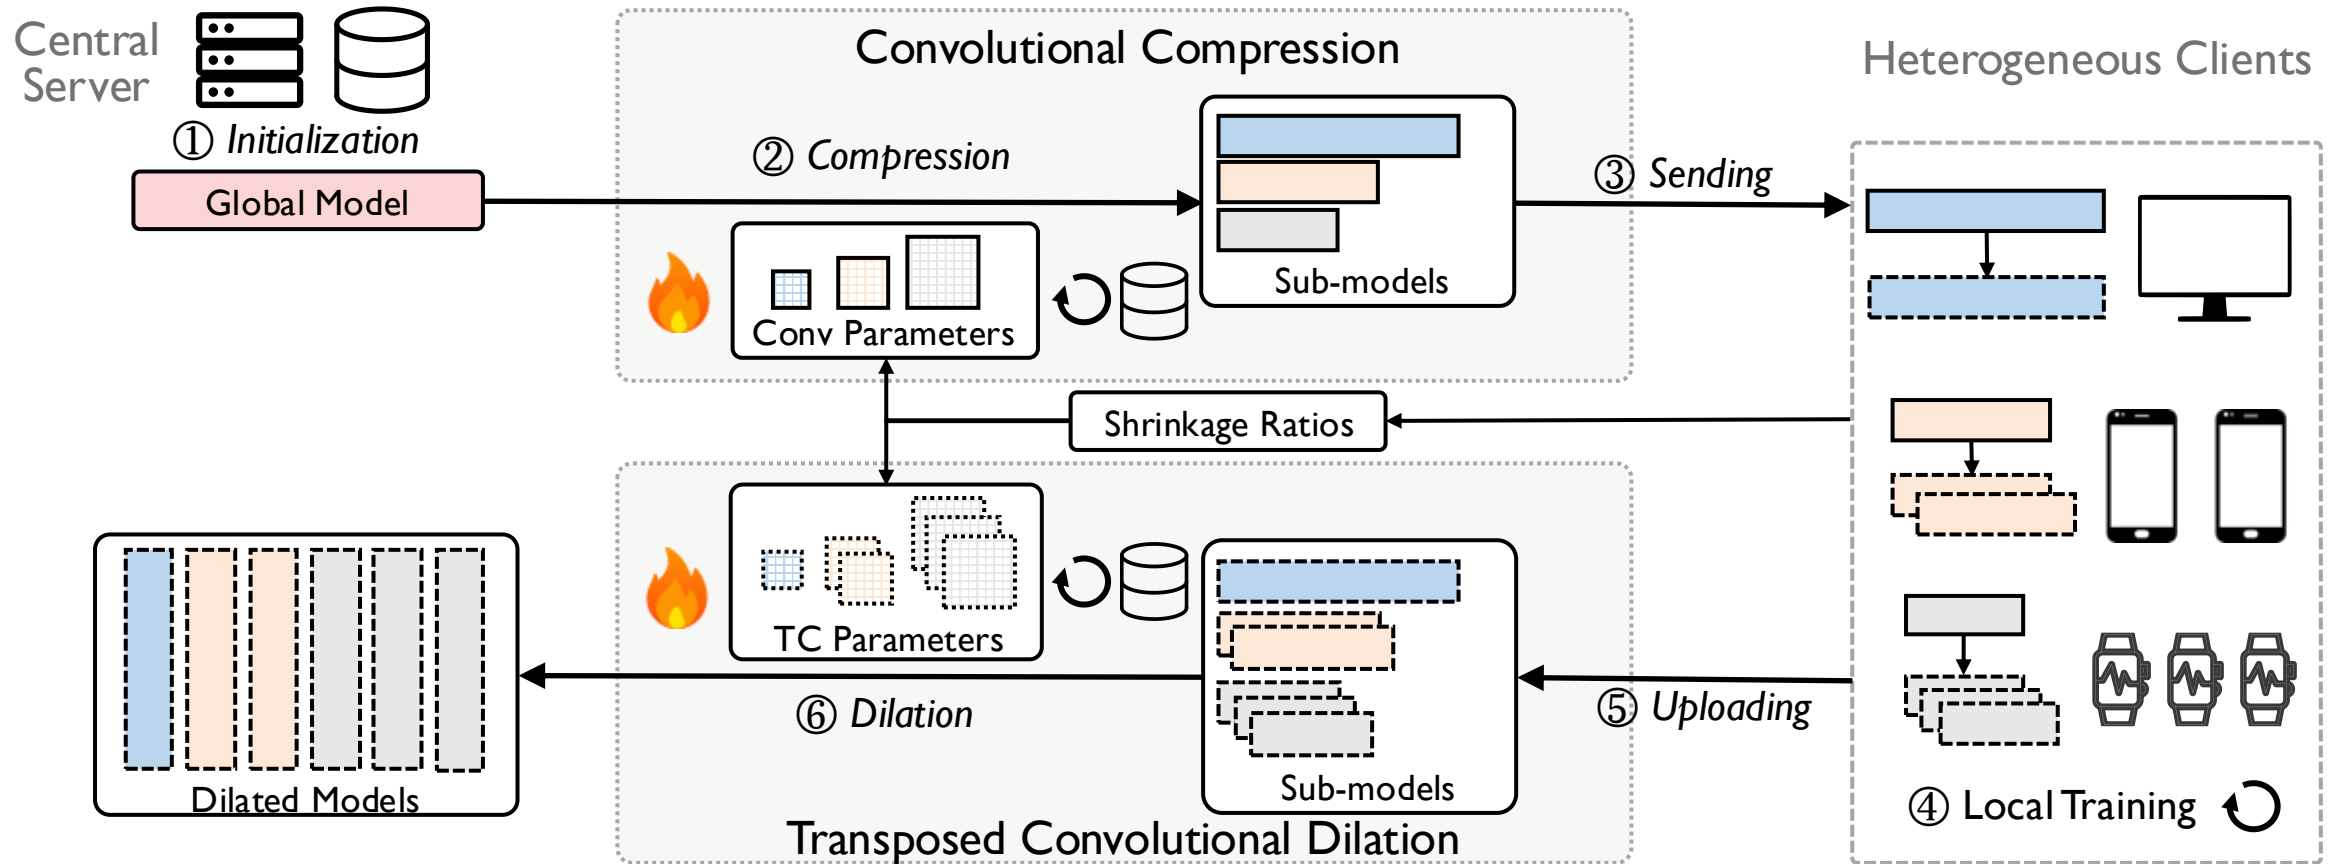 Central
Server
① Initialization
Global Model
Convolutional Compression
② Compression
Sub-models
Conv Parameters
③ Sending
Heterogeneous Clients
Shrinkage Ratios
④ Local Training
⑤ Uploading
Sub-models
TC Parameters
⑥ Dilation
Transposed Convolutional Dilation
Dilated Models